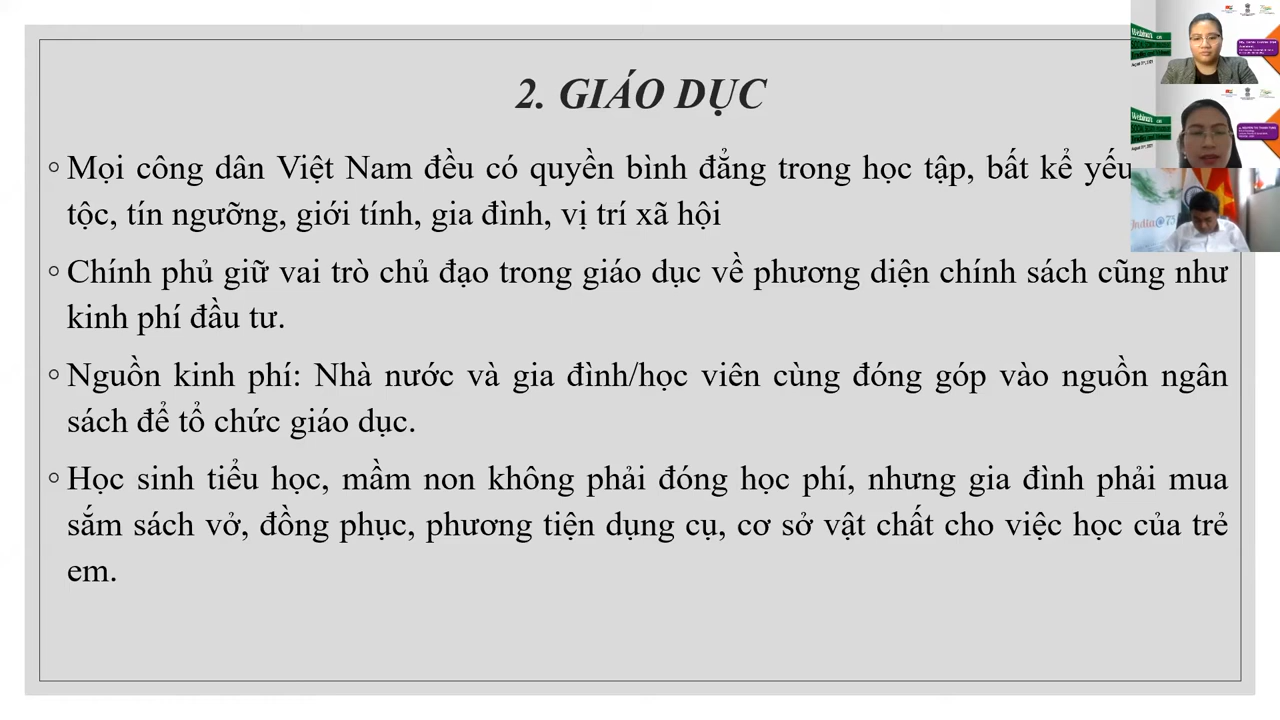 2. GIÁO DỤC
Mọi công dân Việt Nam đều có quyền bình đẳng trong học tập, bất kể yếu
tộc, tín ngưỡng, giới tính, gia đình, vị trí xã hội
Chính phủ giữ vai trò chủ đạo trong giáo dục về phương diện chính sách cũng như
kinh phí đầu tư.
Nguồn kinh phí: Nhà nước và gia đình/học viên cùng đóng góp vào nguồn ngân
sách để tổ chức giáo dục.
Học sinh tiểu học, mầm non không phải đóng học phí, nhưng gia đình phải mua
sắm sách vở, đồng phục, phương tiện dụng cụ, cơ sở vật chất cho việc học của trẻ
em.
Webinar
Webinar
India@75